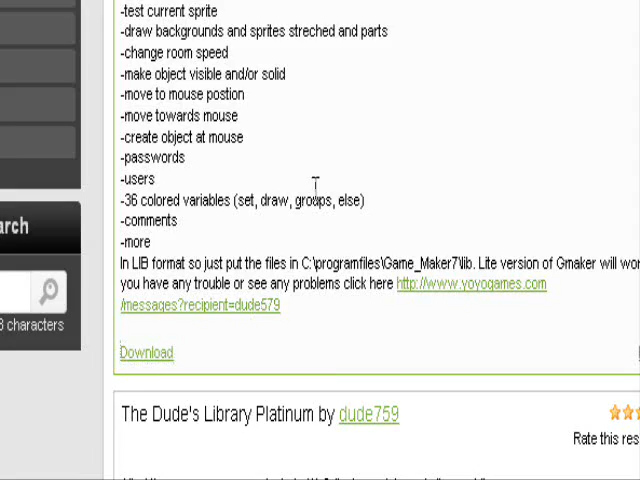 -test current sprite
-draw backgrounds and sprites streched and parts
-change room speed
-make object visible and/or solid
-move to mouse postion
-move towards mouse
-create object at mouse
-passwords
-users
-36 colored variables (set, draw, groups, else)
arch
-comments
-more
In LIB format so just put the files in C:\programfiles\Game_Maker7\lib. Lite version of Gmaker will wor
you have any trouble or see any problems click here http://www.yoyogames.com
/messages?recipient=dude579
3 characters
Download
The Dude's Library Platinum by dude759
Rate this res